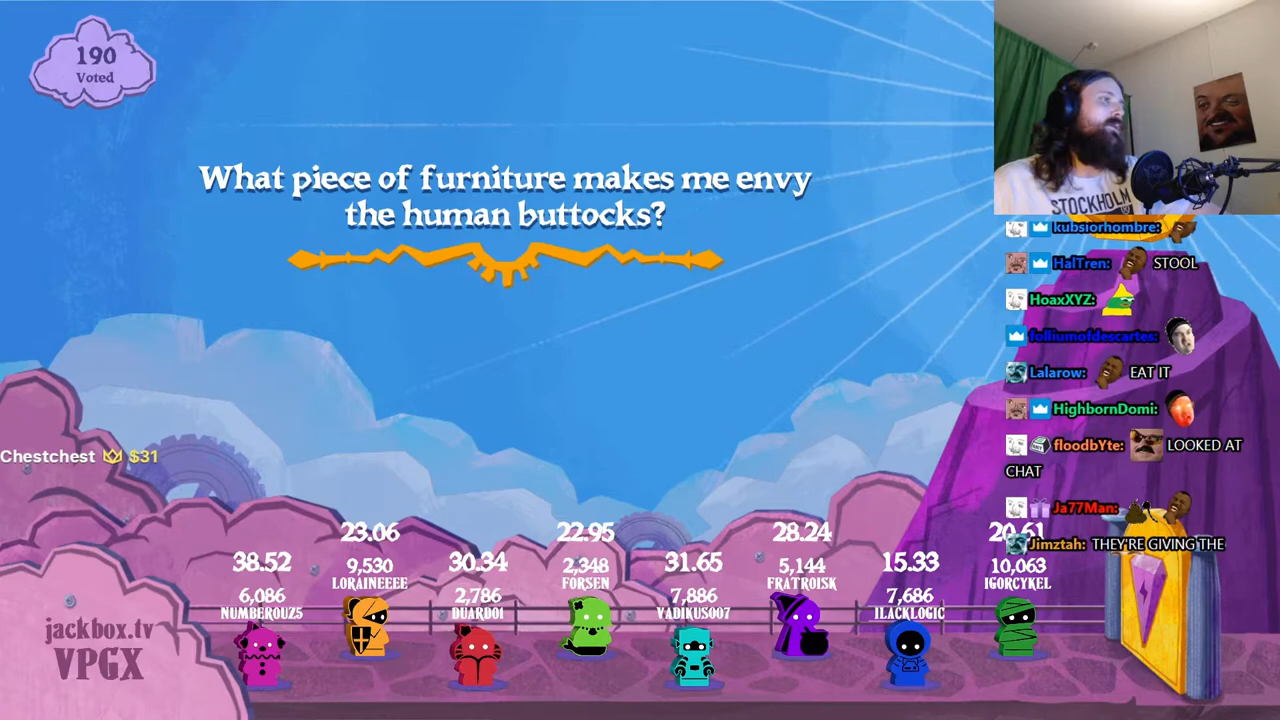 190
Voted
What piece of furniture makes me envy
the human buttocks?
STOCKHOLM
kubsiorhombre:
HalTren: STOOL
HoaxXYZ:
folliumofdescartes:
Lalarow: EAT IT
HighbornDomi:
floodbYte: LOOKED AT
CHAT
Ja77Man:
Jimztah: THEY'RE GIVING THE
Chestchest $31
38.52
6,086
NUMBEROUZ5
23.06
9,530
LORAINEEEE
30.34
2,786
DUARDO1
22.95
2,348
FORSEN
31.65
7,886
YADIKUS007
28.24
5,144
FRATROISK
15.33
7,686
ILACKLOGIC
20.61
10,063
IGORCYKEL
jackbox.tv
VPGX